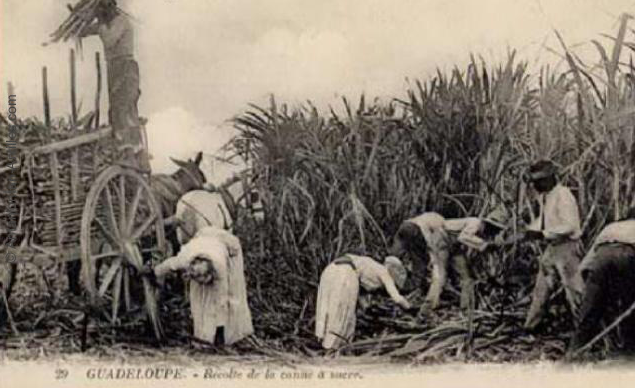 29 GUADELOUPE. - Récolte de la canne à sucre.